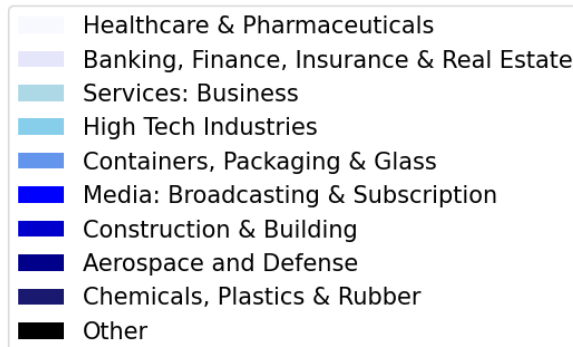 Healthcare & Pharmaceuticals
Banking, Finance, Insurance & Real Estate
Services: Business
High Tech Industries
Containers, Packaging & Glass
Media: Broadcasting & Subscription
Construction & Building
Aerospace and Defense
Chemicals, Plastics & Rubber
Other